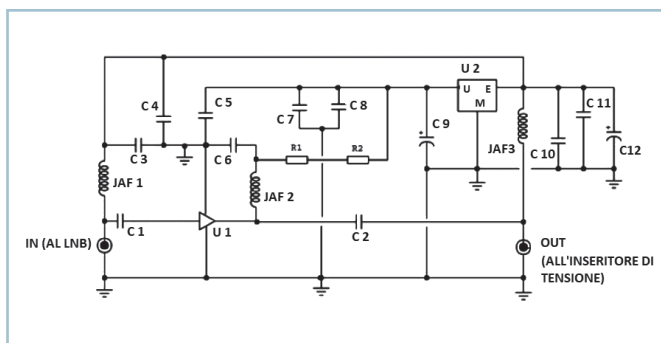 U 2
U E
M
C 4
C 5
C 7
C 8
C 9
C 11
C 10
C12
JAF3
C 3
C 6
R1
R2
JAF 1
JAF 2
C 1
U 1
C 2
IN (AL LNB)
OUT
(ALL'INSERITORE DI
TENSIONE)